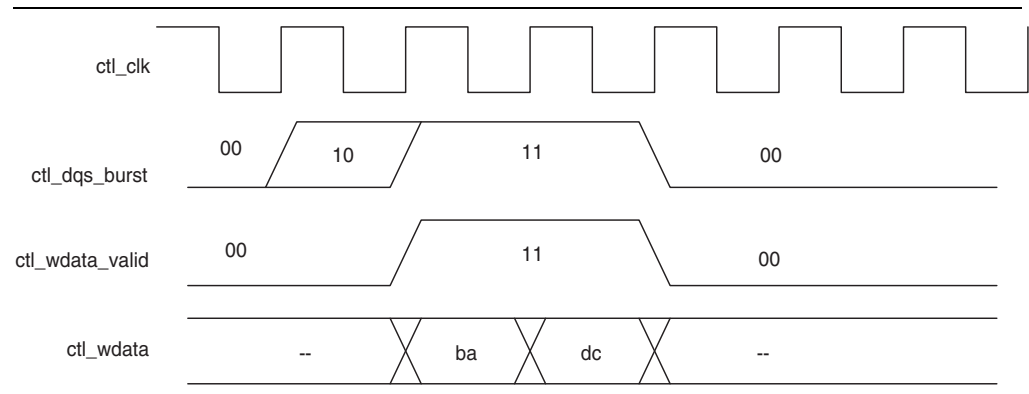 ctl_clk
00 10 11 00
ctl_dqs_burst
00 11 00
ctl_wdata_valid
ctl_wdata -- ba dc --